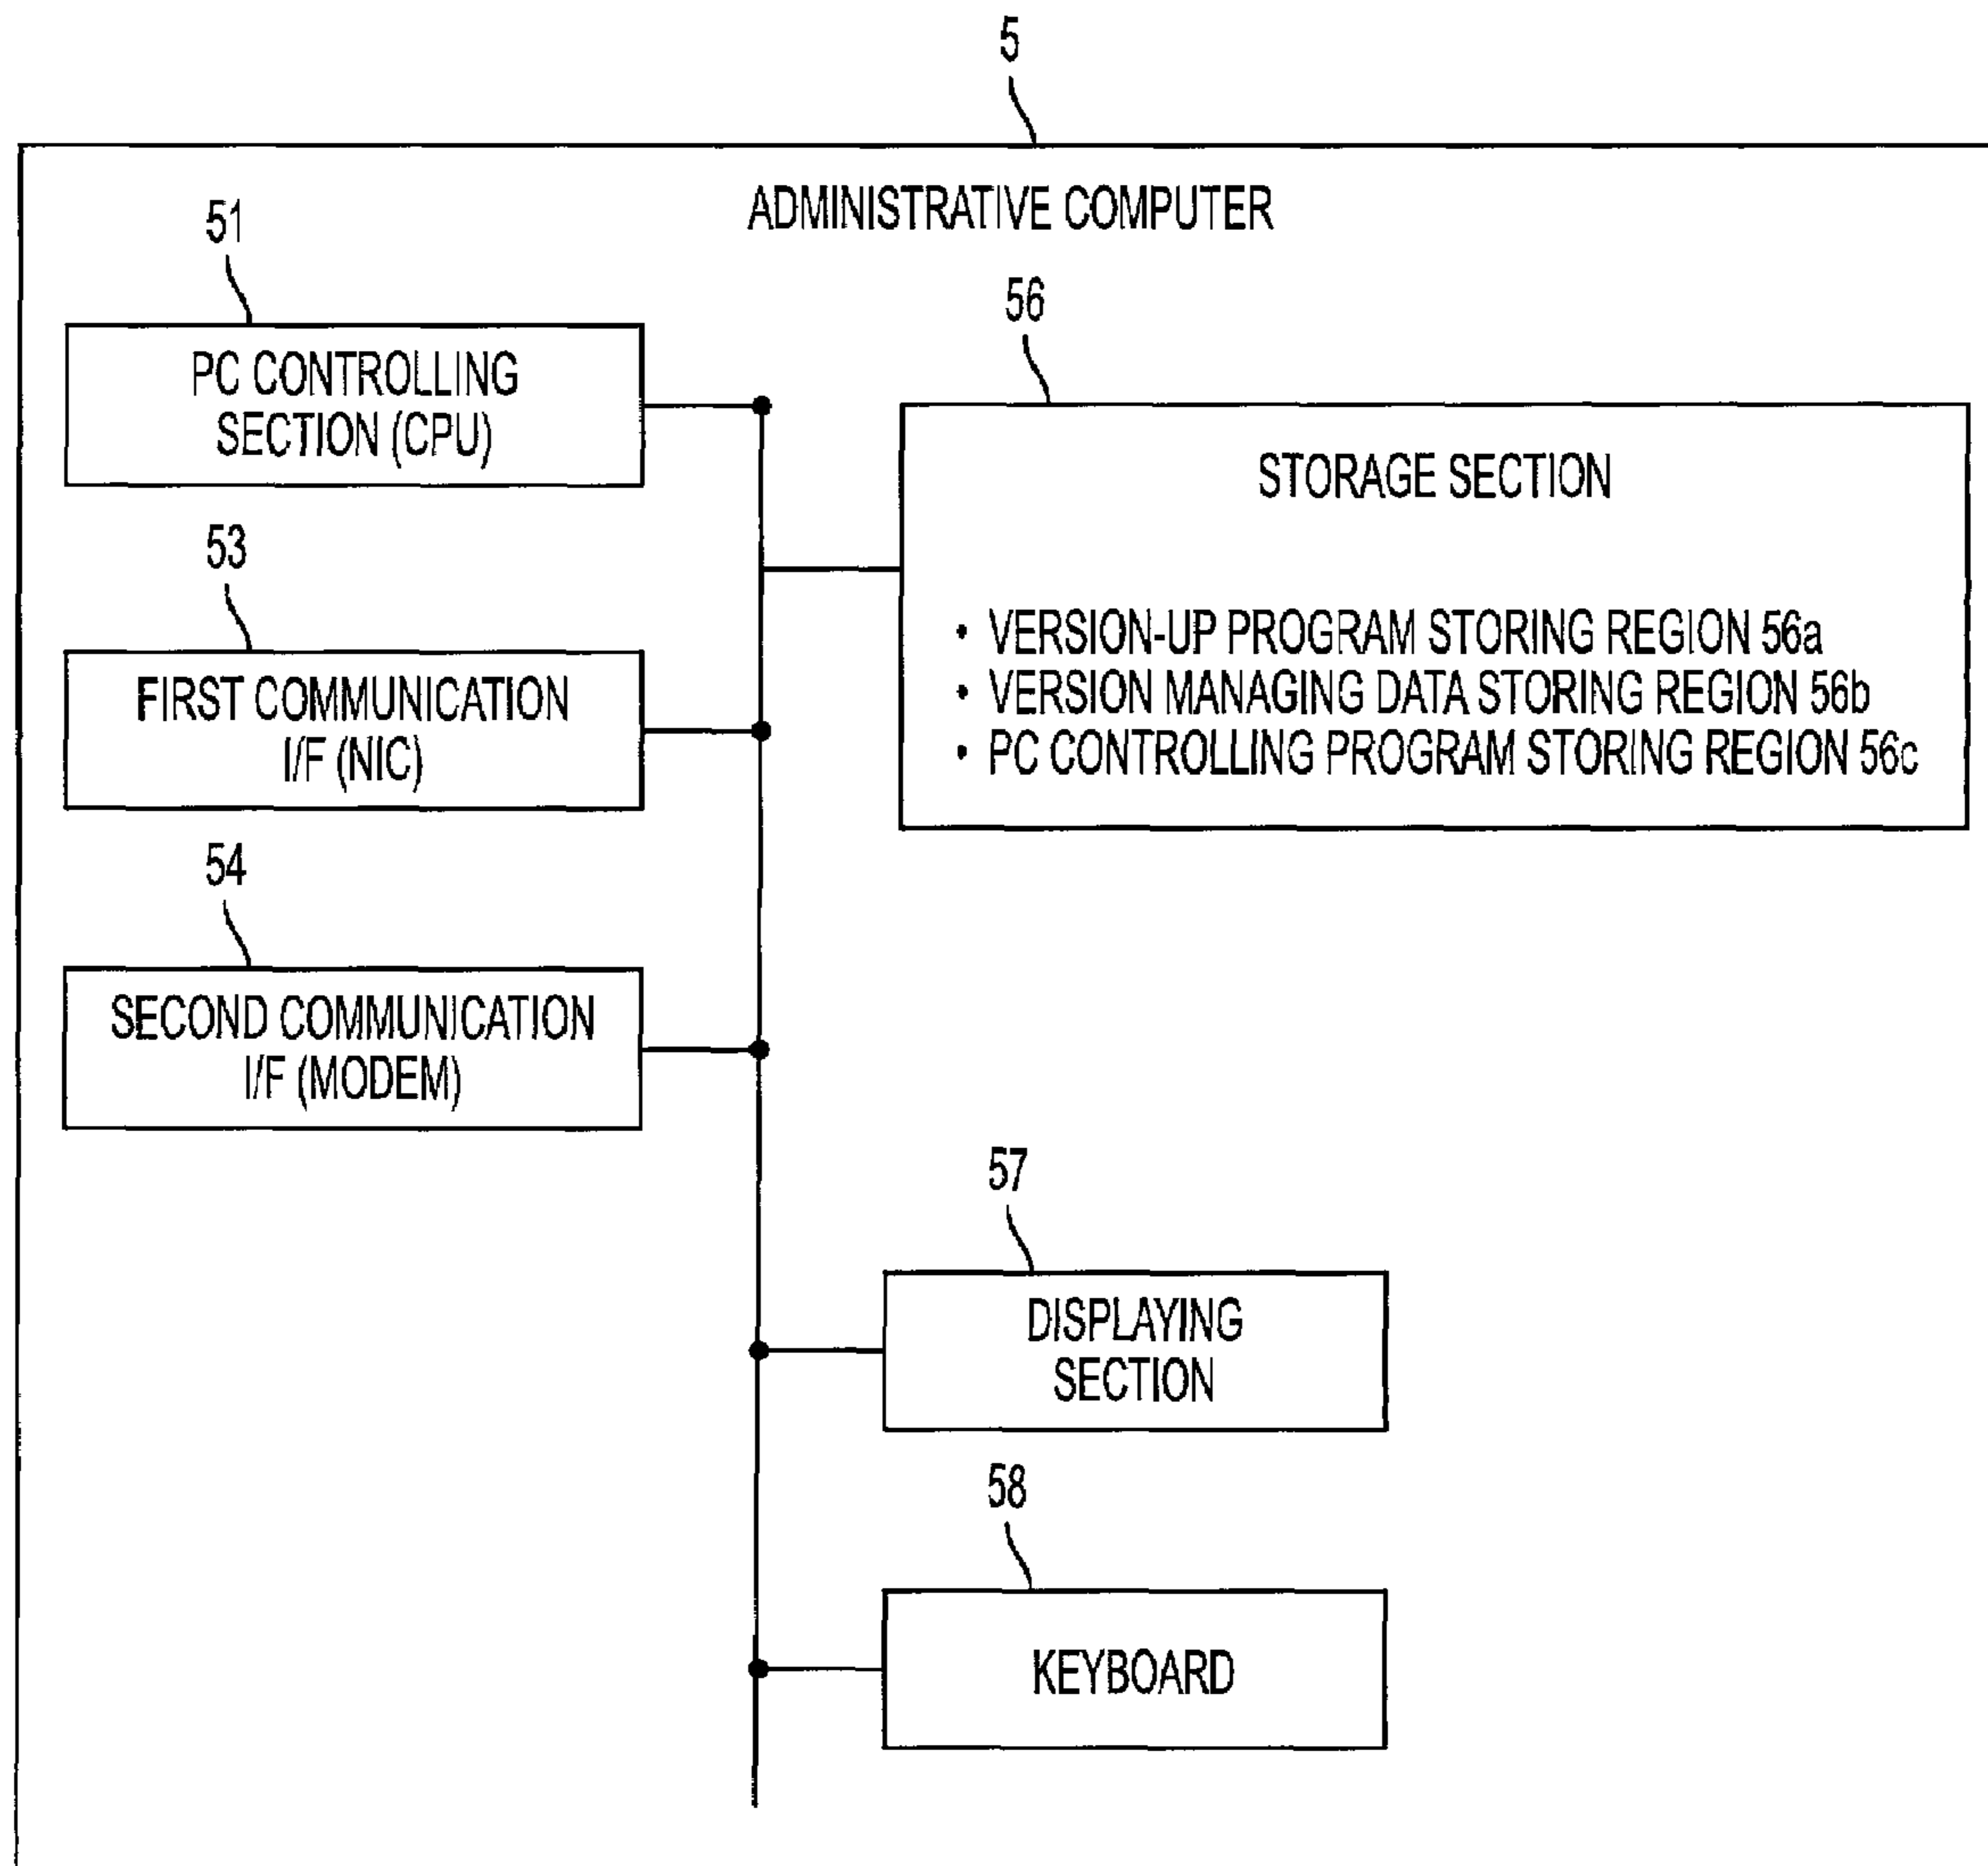 5
ADMINISTRATIVE COMPUTER
51
PC CONTROLLING
SECTION (CPU)
56
STORAGE SECTION
• VERSION-UP PROGRAM STORING REGION 56a
• VERSION MANAGING DATA STORING REGION 56b
• PC CONTROLLING PROGRAM STORING REGION 56c
53
FIRST COMMUNICATION
I/F (NIC)
54
SECOND COMMUNICATION
I/F (MODEM)
57
DISPLAYING
SECTION
58
KEYBOARD